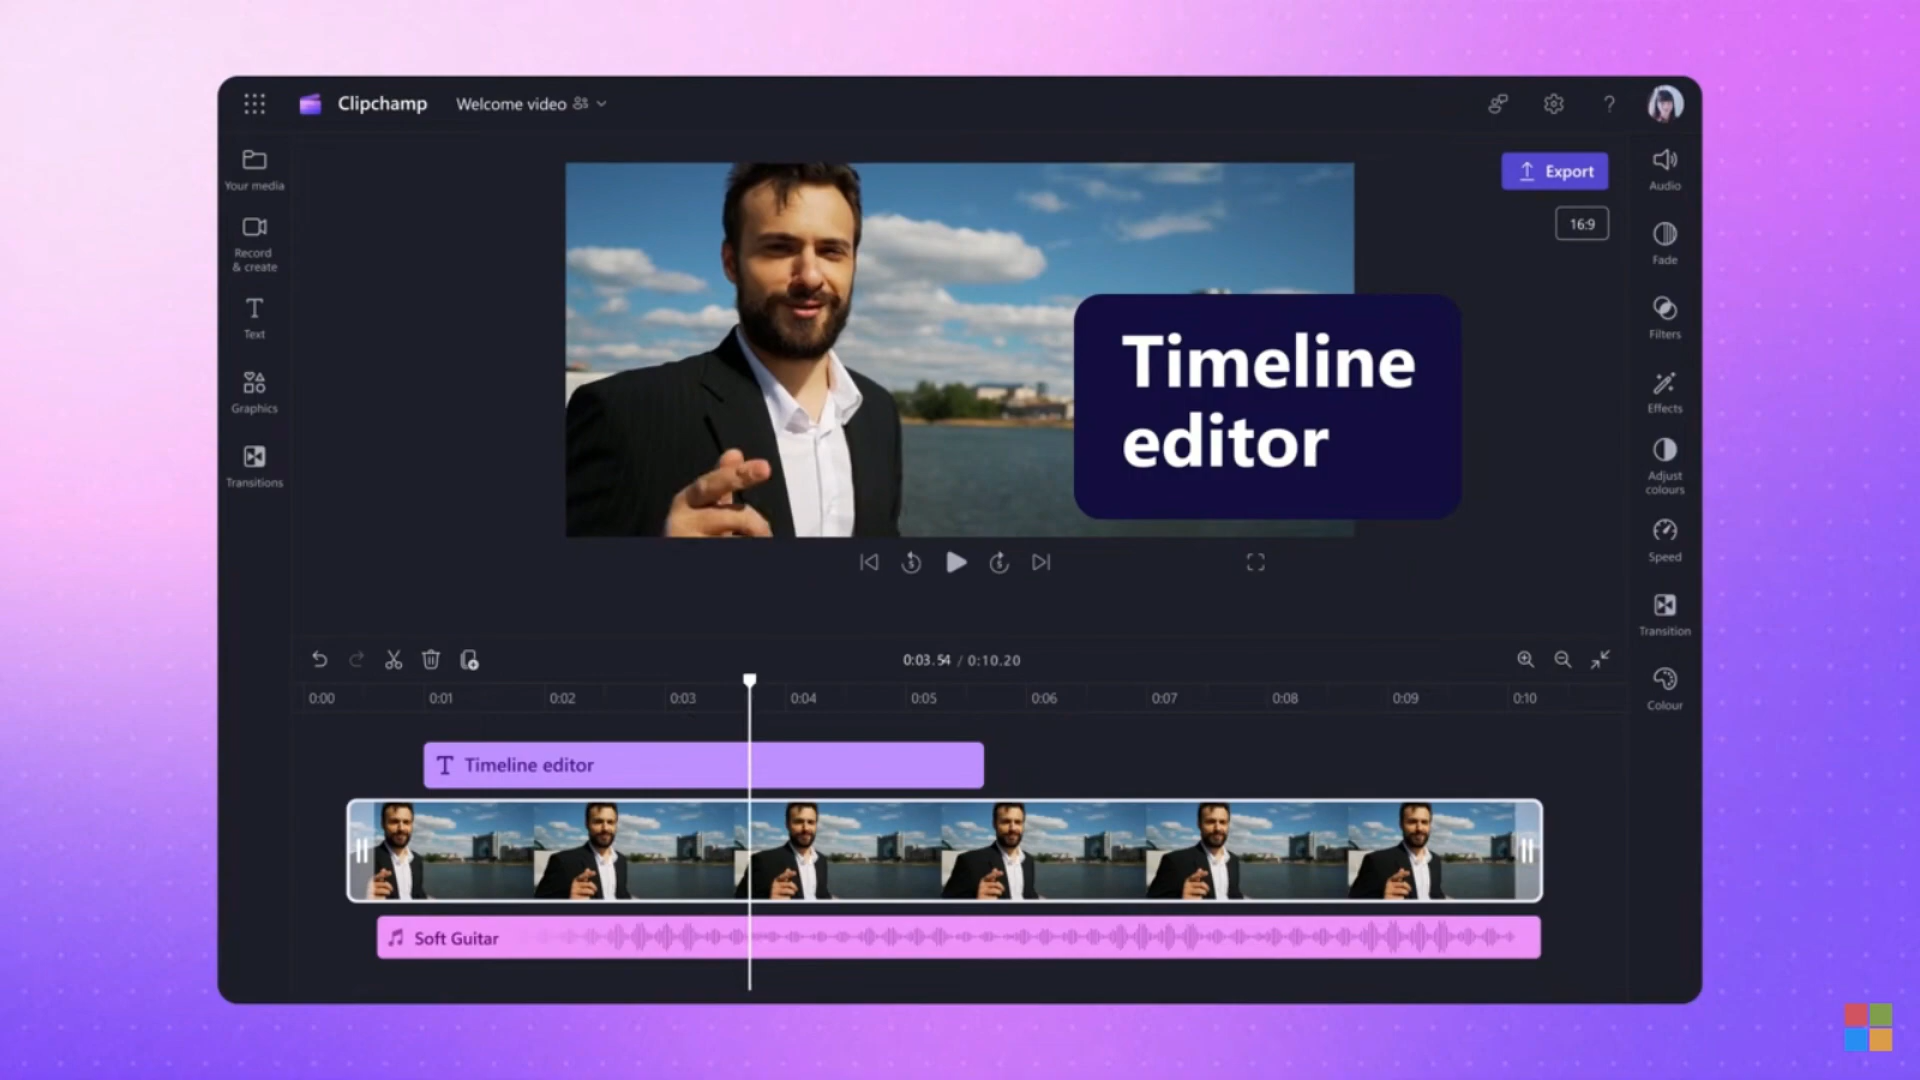 Clipchamp
Welcome video
?
Your media
Record
& create
Text
Graphics
Transitions
Export
16:9
Timeline
editor
Audio
Fade
Filters
Effects
Adjust
colours
Speed
Transition
Colour
5
5
0:03.54 / 0:10.20
0:00
0:01
0:02
0:03
0:04
0:05
0:06
0:07
0:08
0:09
0:10
T Timeline editor
Soft Guitar